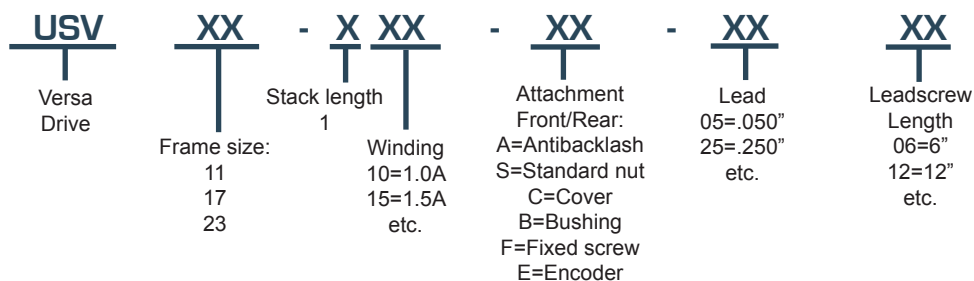 USV XX - X XX - XX - XX XX
Versa
Drive
Frame size:
11
17
23
Stack length
1
Winding
10=1.0A
15=1.5A
etc.
Attachment
Front/Rear:
A=Antibacklash
S=Standard nut
C=Cover
B=Bushing
F=Fixed screw
E=Encoder
Lead
05=.050”
25=.250”
etc.
Leadscrew
Length
06=6”
12=12”
etc.